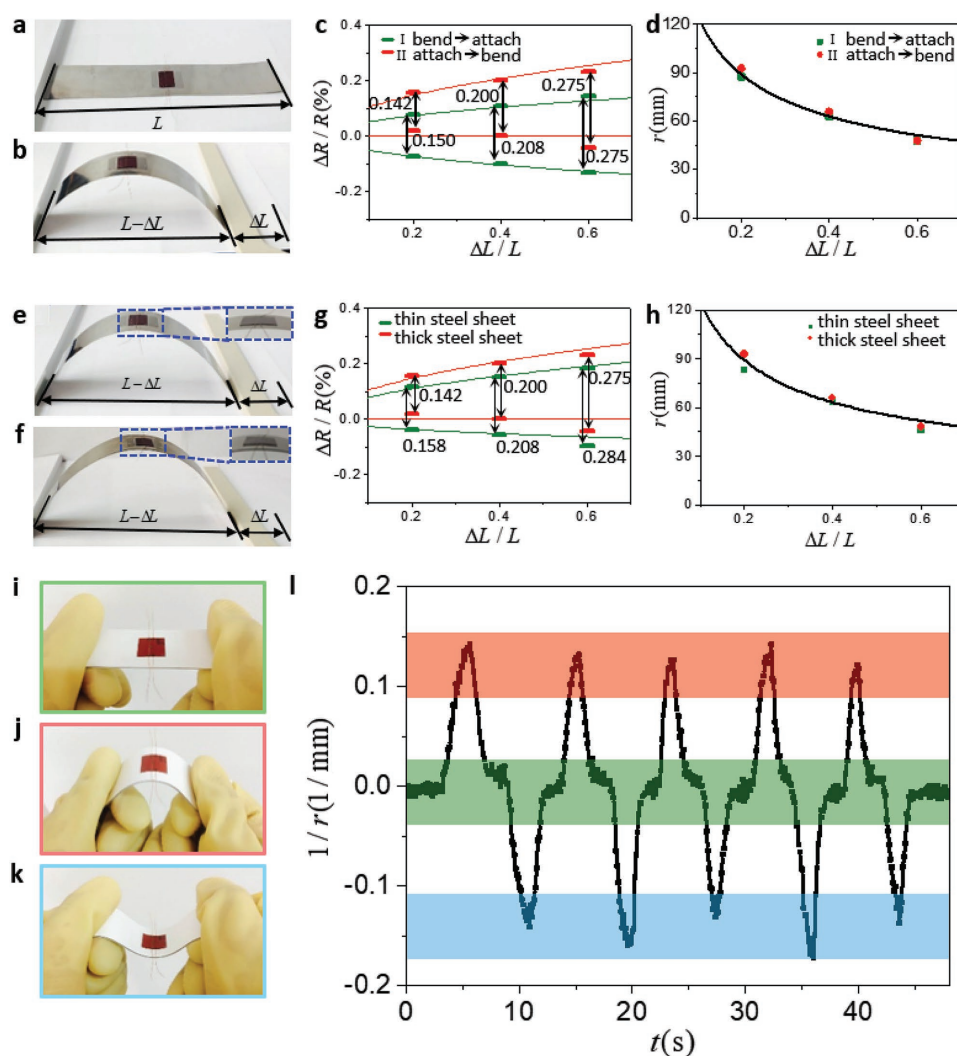 a
L
b
L−ΔL
ΔL
c
I bend→attach
II attach→bend
0.4
0.2
0.0
-0.2
ΔR / R(%)
0.142
0.200
0.275
0.150
0.208
0.275
0.2 0.4 0.6
ΔL / L
d
I bend→attach
II attach→bend
120
90
60
30
0
r(mm)
0.2 0.4 0.6
ΔL / L
e
L−ΔL
ΔL
f
L−ΔL
ΔL
g
thin steel sheet
thick steel sheet
0.4
0.2
0.0
-0.2
ΔR / R(%)
0.142
0.200
0.275
0.158
0.208
0.284
0.2 0.4 0.6
ΔL / L
h
thin steel sheet
thick steel sheet
120
90
60
30
0
r(mm)
0.2 0.4 0.6
ΔL / L
i
j
k
l
0.2
0.1
0.0
-0.1
-0.2
1 / r(1 / mm)
0 10 20 30 40
t(s)